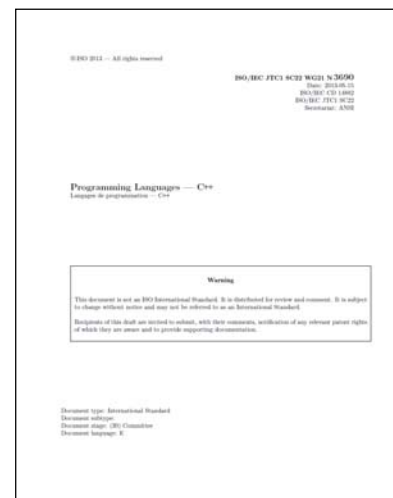 © ISO 2013 — All rights reserved
ISO/IEC JTC1 SC22 WG21 N 3690
Date: 2013-05-15
ISO/IEC CD 14882
ISO/IEC JTC1 SC22
Secretariat: ANSI
Programming Languages — C++
Langages de programmation — C++
Warning
This document is not an ISO International Standard. It is distributed for review and comment. It is subject
to change without notice and may not be referred to as an International Standard.
Recipients of this draft are invited to submit, with their comments, notification of any relevant patent rights
of which they are aware and to provide supporting documentation.
Document type: International Standard
Document subtype:
Document stage: (30) Committee
Document language: E